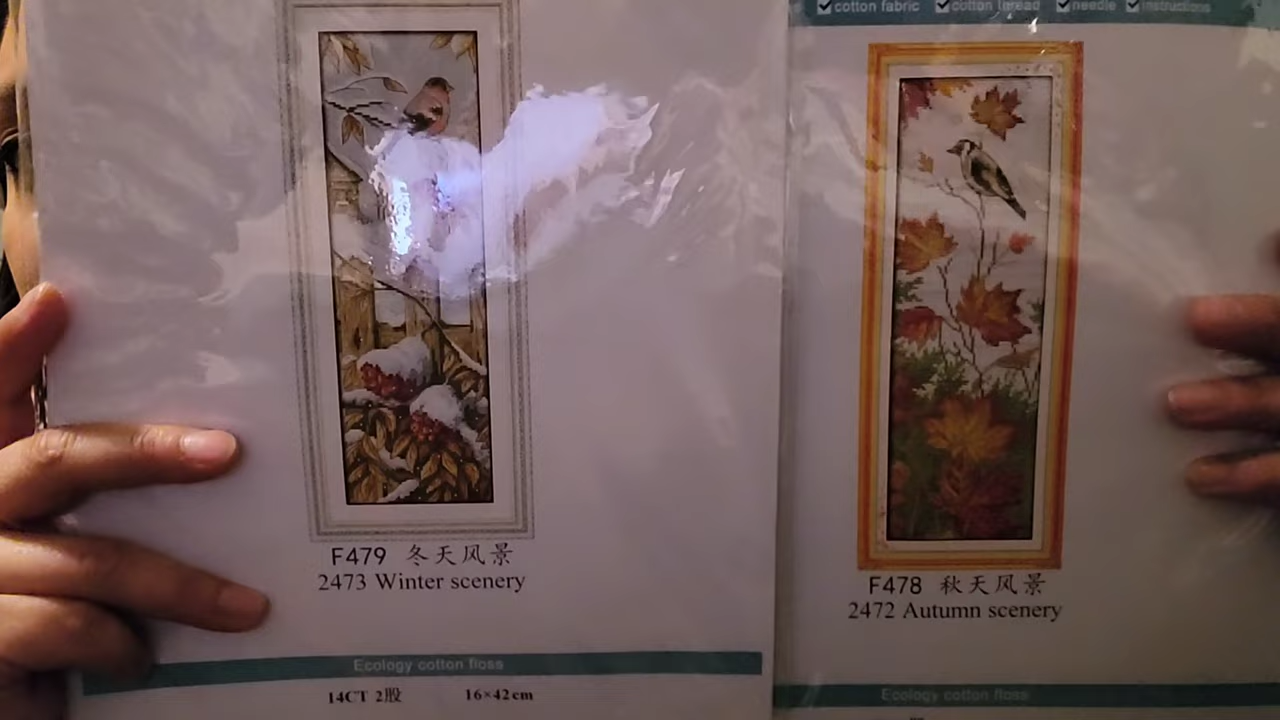 cotton fabric cotton thread needle instructions
F479 冬天风景
2473 Winter scenery
Ecology cotton floss
14CT 2股 16×42cm
F478 秋天风景
2472 Autumn scenery
Ecology cotton floss